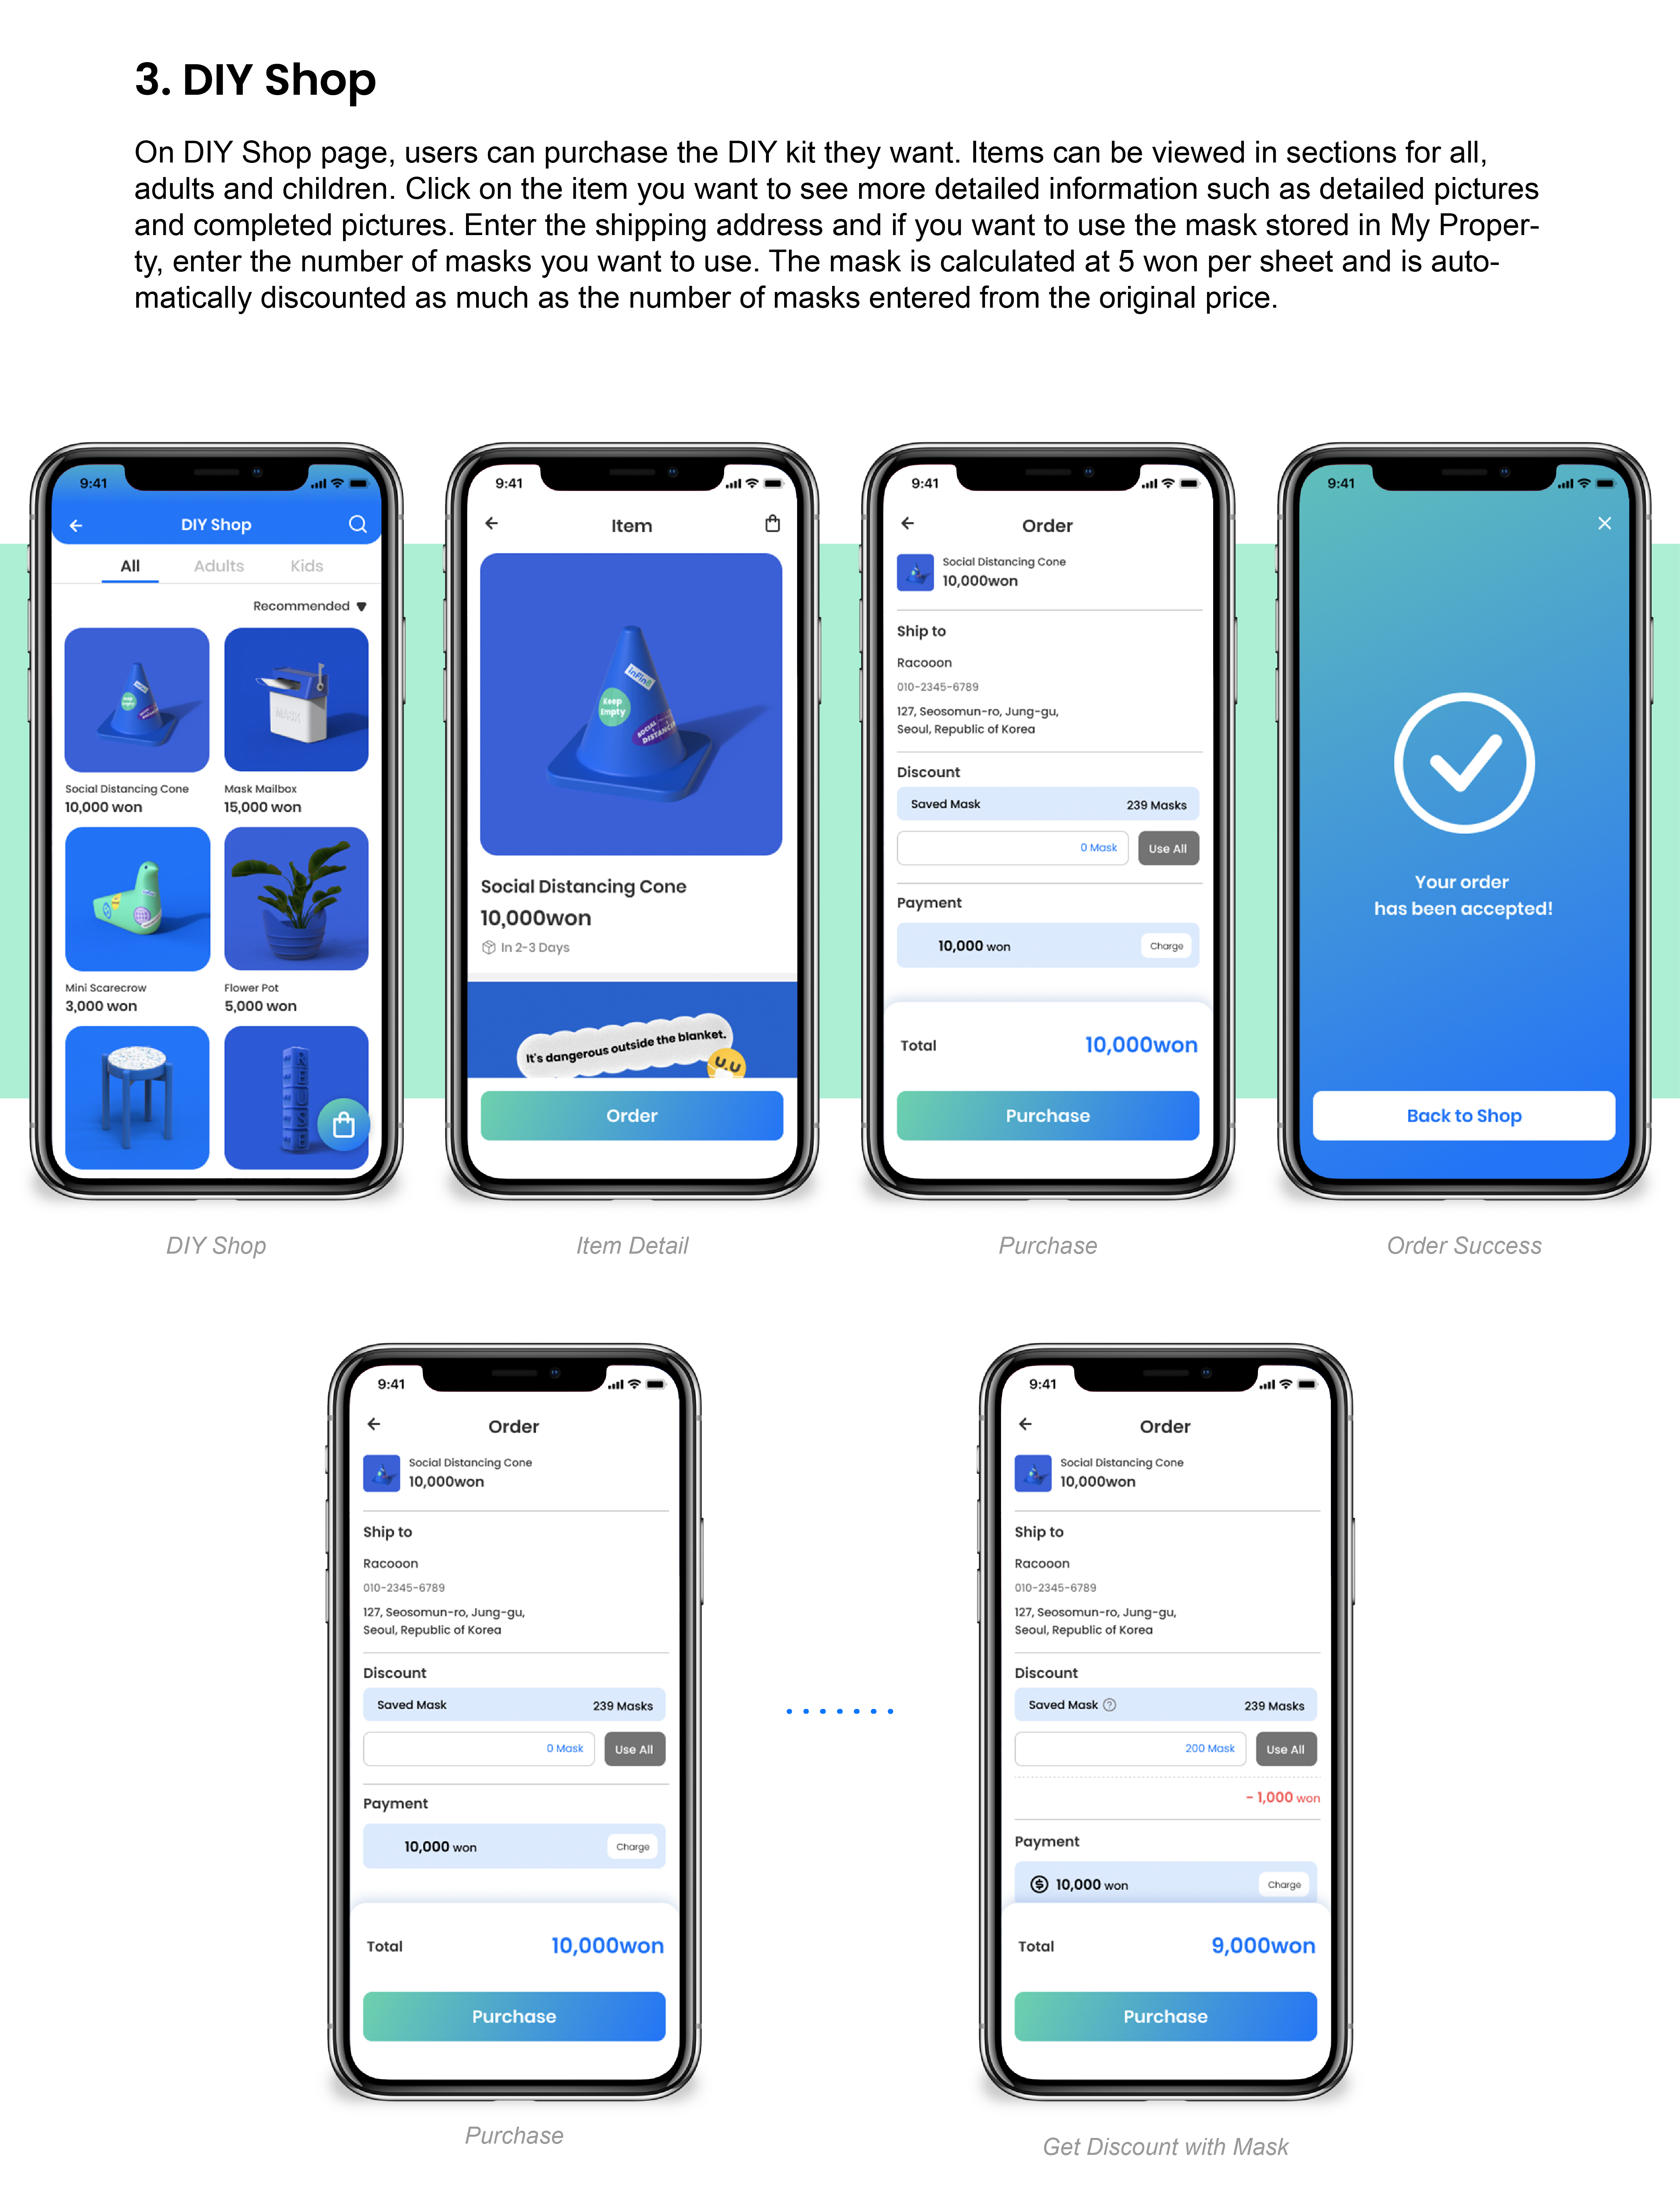 3. DIY Shop
On DIY Shop page, users can purchase the DIY kit they want. Items can be viewed in sections for all,
adults and children. Click on the item you want to see more detailed information such as detailed pictures
and completed pictures. Enter the shipping address and if you want to use the mask stored in My Proper-
ty, enter the number of masks you want to use. The mask is calculated at 5 won per sheet and is auto-
matically discounted as much as the number of masks entered from the original price.
9:41
DIY Shop
All Adults Kids
Recommended
Social Distancing Cone
10,000 won
MASK
Mask Mailbox
15,000 won
Mini Scarecrow
3,000 won
Flower Pot
5,000 won
9:41
Item
Keep
Empty
SOCIAL
Social Distancing Cone
10,000won
In 2-3 Days
It's dangerous outside the blanket.
U.U
Order
9:41
Order
Social Distancing Cone
10,000won
Ship to
Racooon
010-2345-6789
127, Seosomun-ro, Jung-gu,
Seoul, Republic of Korea
Discount
Saved Mask 239 Masks
0 Mask Use All
Payment
10,000 won Charge
Total 10,000won
Purchase
9:41
Your order
has been accepted!
Back to Shop
DIY Shop
Item Detail
Purchase
Order Success
9:41
Order
Social Distancing Cone
10,000won
Ship to
Racooon
010-2345-6789
127, Seosomun-ro, Jung-gu,
Seoul, Republic of Korea
Discount
Saved Mask 239 Masks
0 Mask Use All
Payment
10,000 won Charge
Total 10,000won
Purchase
Purchase
9:41
Order
Social Distancing Cone
10,000won
Ship to
Racooon
010-2345-6789
127, Seosomun-ro, Jung-gu,
Seoul, Republic of Korea
Discount
Saved Mask ? 239 Masks
200 Mask Use All
- 1,000 won
Payment
$ 10,000 won Charge
Total 9,000won
Purchase
Get Discount with Mask